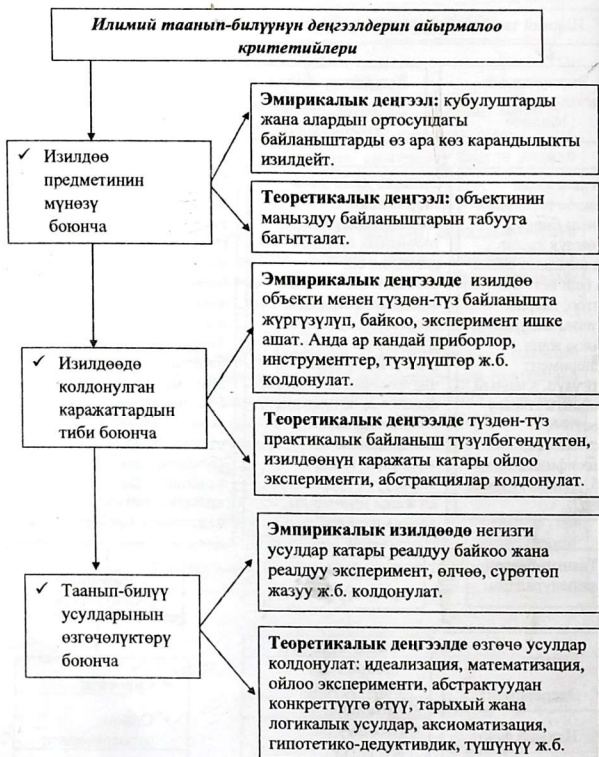 Илимий таанып-билүүнүн деңгээлдерин айырмалоо
критетийлери
✓ Изилдөө
предметинин
мүнөзү
боюнча
Эмирикалык деңгээл: кубулуштарды
жана алардын ортосундагы
байланыштарды өз ара көз карандылыкты
изилдейт.
Теоретикалык деңгээл: объектинин
маңыздуу байланыштарын табууга
багытталат.
✓ Изилдөөдө
колдонулган
каражаттардын
тиби боюнча
Эмпирикалык деңгээлде изилдөө
объекти менен түздөн-түз байланышта
жүргүзүлүп, байкоо, эксперимент ишке
ашат. Анда ар кандай приборлор,
инструменттер, түзүлүштөр ж.б.
колдонулат.
Теоретикалык деңгээлде түздөн-түз
практикалык байланыш түзүлбөгөндүктөн,
изилдөөнүн каражаты катары ойлоо
эксперименти, абстракциялар колдонулат.
✓ Таанып-билүү
усулдарынын
өзгөчөлүктөрү
боюнча
Эмпирикалык изилдөөдө негизги
усулдар катары реалдуу байкоо жана
реалдуу эксперимент, өлчөө, сүрөттөп
жазуу ж.б. колдонулат.
Теоретикалык деңгээлде өзгөчө усулдар
колдонулат: идеализация, математизация,
ойлоо эксперименти, абстрактуудан
конкреттүүгө өтүү, тарыхый жана
логикалык усулдар, аксиоматизация,
гипотетико-дедуктивдик, түшүнүү ж.б.